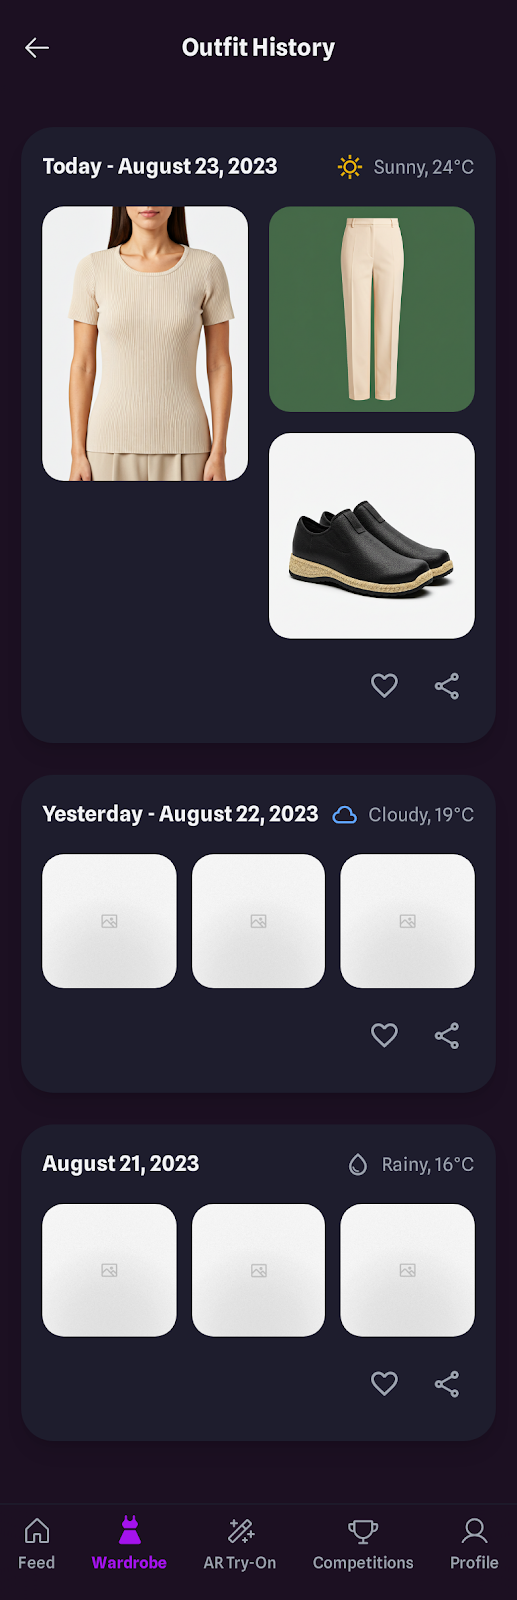 Outfit History
Today - August 23, 2023
Sunny, 24°C
Yesterday - August 22, 2023
Cloudy, 19°C
August 21, 2023
Rainy, 16°C
Feed
Wardrobe
AR Try-On
Competitions
Profile